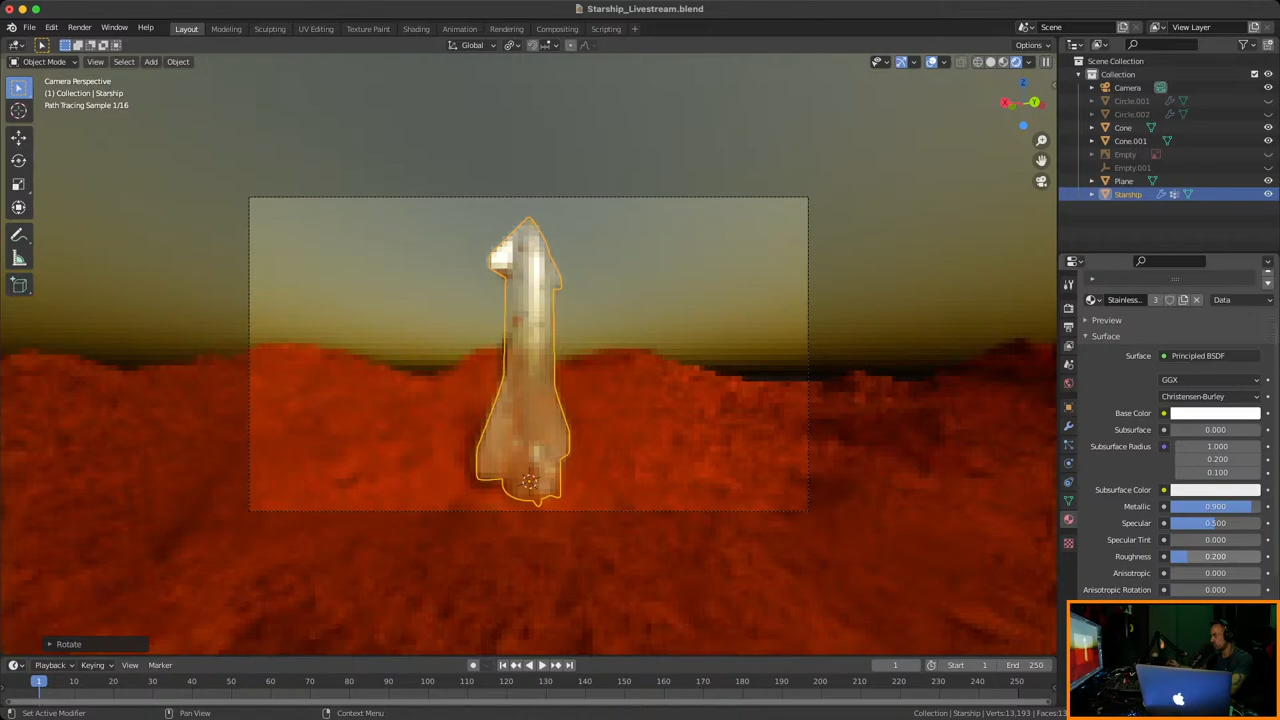 Starship_Livestream.blend
File Edit Render Window Help Layout Modeling Sculpting UV Editing Texture Paint Shading Animation Rendering Compositing Scripting + Scene View Layer
Global Options
Object Mode View Select Add Object
Camera Perspective
(1) Collection | Starship
Path Tracing Sample 1/16
Z
X Y
Scene Collection
Collection
Camera
Circle.001
Circle.002
Cone
Cone.001
Empty
Empty.001
Plane
Starship
Stainless... 3 Data
Preview
Surface
Surface Principled BSDF
GGX
Christensen-Burley
Base Color
Subsurface 0.000
Subsurface Radius 1.000
0.200
0.100
Subsurface Color
Metallic 0.900
Specular 0.500
Specular Tint 0.000
Roughness 0.200
Anisotropic 0.000
Anisotropic Rotation 0.000
Rotate
Playback Keying View Marker 1 Start 1 End 250
1 10 20 30 40 50 60 70 80 90 100 110 120 130 140 150 160 170 180 190 200 210 220 230 240 250
Set Active Modifier Pan View Context Menu Collection | Starship | Verts:13,193 | Faces:13